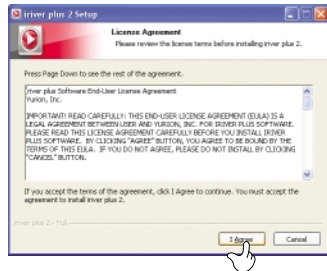 iriver plus 2 Setup
License Agreement
Please review the license terms before installing iriver plus 2.
Press Page Down to see the rest of the agreement.
iriver plus Software End-User License Agreement
Yurion, Inc.
IMPORTANT! READ CAREFULLY: THIS END-USER LICENSE AGREEMENT (EULA) IS A
LEGAL AGREEMENT BETWEEN USER AND YURION, INC. FOR IRIVER PLUS SOFTWARE.
PLEASE READ THIS LICENSE AGREEMENT CAREFULLY BEFORE YOU INSTALL IRIVER
PLUS SOFTWARE. BY CLICKING "AGREE" BUTTON, YOU AGREE TO BE BOUND BY THE
TERMS OF THIS EULA. IF YOU DO NOT AGREE, PLEASE DO NOT INSTALL BY CLICKING
"CANCEL" BUTTON.
If you accept the terms of the agreement, click I Agree to continue. You must accept the
agreement to install iriver plus 2.
iriver plus 2 - Full
I Agree
Cancel